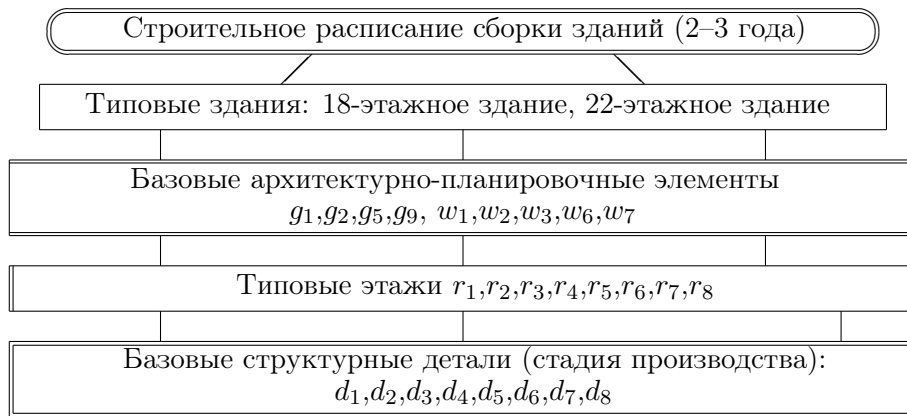 Строительное расписание сборки зданий (2–3 года)
Типовые здания: 18-этажное здание, 22-этажное здание
Базовые архитектурно-планировочные элементы
g₁,g₂,g₅,g₉, w₁,w₂,w₃,w₆,w₇
Типовые этажи r₁,r₂,r₃,r₄,r₅,r₆,r₇,r₈
Базовые структурные детали (стадия производства):
d₁,d₂,d₃,d₄,d₅,d₆,d₇,d₈